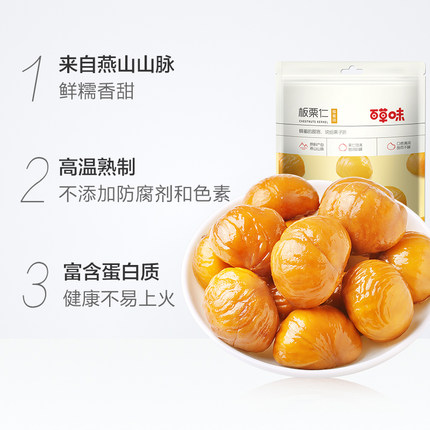 1
来自燕山山脉
鲜糯香甜
2
高温熟制
不添加防腐剂和色素
3
富含蛋白质
健康不易上火
板栗仁
百草味